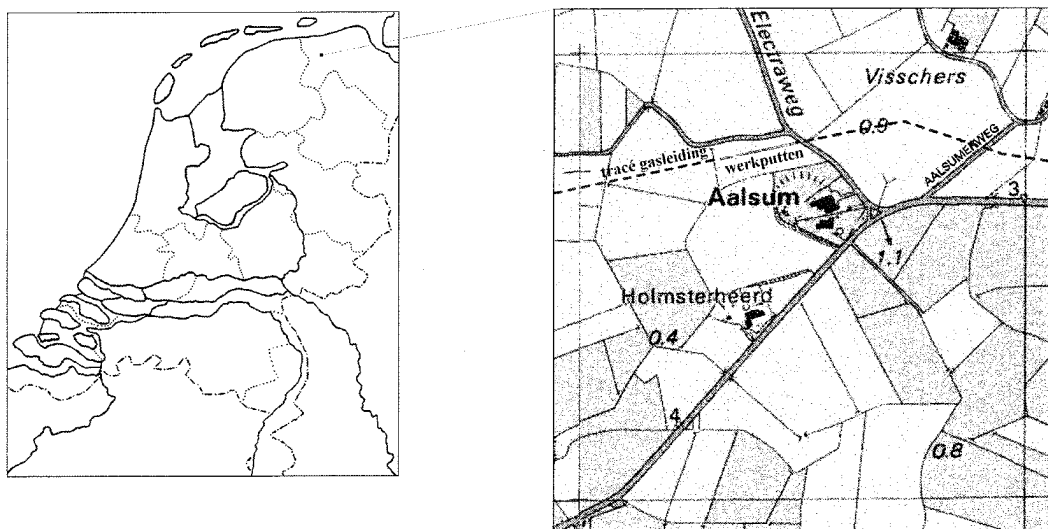 Electraweg
Visschers
0.9
tracé gasleiding
werkputten
AALSUMERWEG
Aalsum
3
1.1
Holmsterheerd
0.4
4
0.8